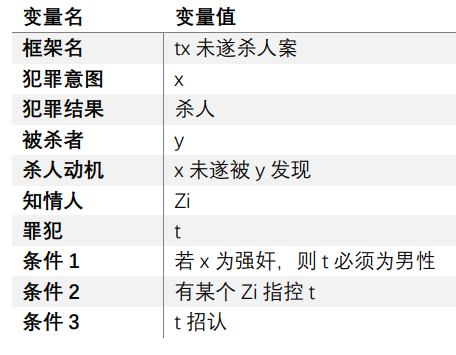 变量名 变量值
框架名 tx 未遂杀人案
犯罪意图 x
犯罪结果 杀人
被杀者 y
杀人动机 x 未遂被 y 发现
知情人 Zi
罪犯 t
条件 1 若 x 为强奸，则 t 必须为男性
条件 2 有某个 Zi 指控 t
条件 3 t 招认